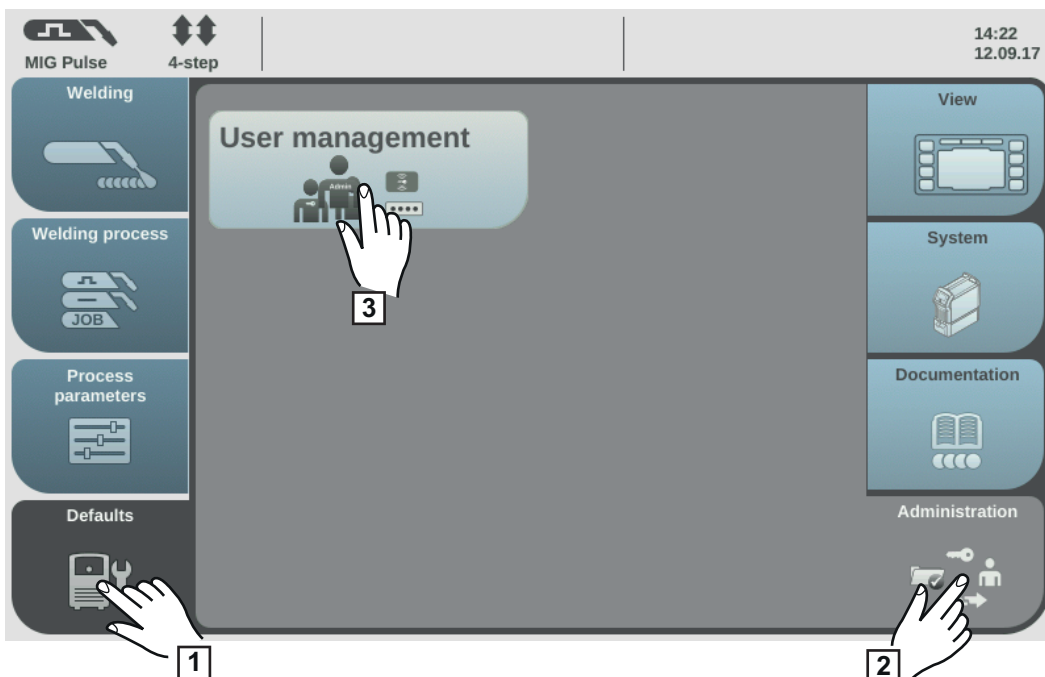 14:22
MIG Pulse
4-step
12.09.17
Welding
View
User management
Admin
Welding process
System
JOB
3
Process
parameters
Documentation
Defaults
Administration
1
2